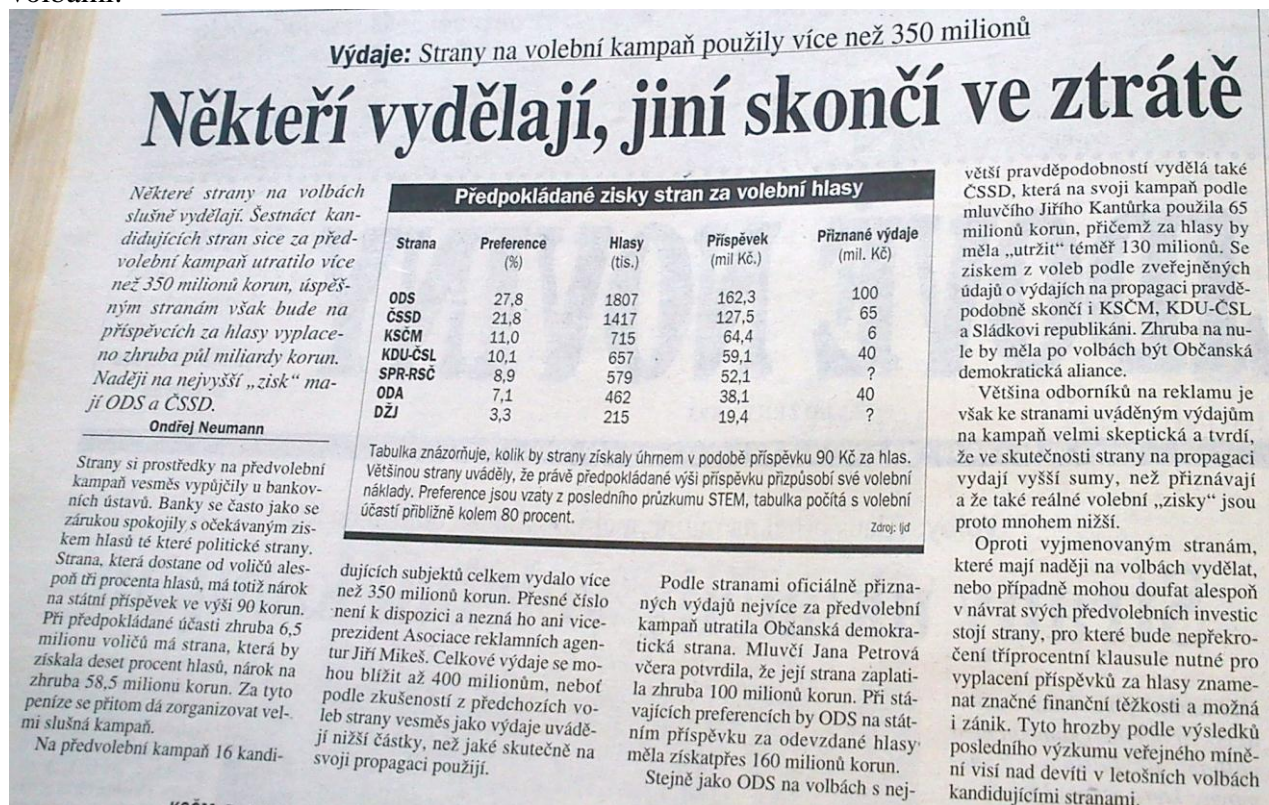 Výdaje: Strany na volební kampaň použily více než 350 milionů
Někteří vydělají, jiní skončí ve ztrátě
Některé strany na volbách
slušně vydělají. Šestnáct kan-
didujících stran sice za před-
volební kampaň utratilo více
než 350 milionů korun, úspěš-
ným stranám však bude na
příspěvcích za hlasy vyplace-
no zhruba půl miliardy korun.
Naději na nejvyšší „zisk" ma-
jí ODS a ČSSD.
Ondřej Neumann
Strany si prostředky na předvolební
kampaň vesměs vypůjčily u bankov-
ních ústavů. Banky se často jako se
zárukou spokojily s očekávaným zis-
kem hlasů té které politické strany.
Strana, která dostane od voličů ales-
poň tři procenta hlasů, má totiž nárok
na státní příspěvek ve výši 90 korun.
Při předpokládané účasti zhruba 6,5
milionu voličů má strana, která by
získala deset procent hlasů, nárok na
zhruba 58,5 milionu korun. Za tyto
peníze se přitom dá zorganizovat vel-
mi slušná kampaň.
Na předvolební kampaň 16 kandi-
Předpokládané zisky stran za volební hlasy
Strana Preference Hlasy Příspěvek Přiznané výdaje
(%) (tis.) (mil Kč.) (mil. Kč)
ODS 27,8 1807 162,3 100
ČSSD 21,8 1417 127,5 65
KSČM 11,0 715 64,4 6
KDU-ČSL 10,1 657 59,1 40
SPR-RSČ 8,9 579 52,1 ?
ODA 7,1 462 38,1 40
DŽJ 3,3 215 19,4 ?
Tabulka znázorňuje, kolik by strany získaly úhrnem v podobě příspěvku 90 Kč za hlas.
Většinou strany uváděly, že právě předpokládané výši příspěvku přizpůsobí své volební
náklady. Preference jsou vzaty z posledního průzkumu STEM, tabulka počítá s volební
účastí přibližně kolem 80 procent.
Zdroj: ljd
dujících subjektů celkem vydalo více
než 350 milionů korun. Přesné číslo
není k dispozici a nezná ho ani vice-
prezident Asociace reklamních agen-
tur Jiří Mikeš. Celkové výdaje se mo-
hou blížit až 400 milionům, neboť
podle zkušeností z předchozích vo-
leb strany vesměs jako výdaje uvádě-
jí nižší částky, než jaké skutečně na
svoji propagaci použijí.
Podle stranami oficiálně přizna-
ných výdajů nejvíce za předvolební
kampaň utratila Občanská demokra-
tická strana. Mluvčí Jana Petrová
včera potvrdila, že její strana zaplati-
la zhruba 100 milionů korun. Při stá-
vajících preferencích by ODS na stát-
ním příspěvku za odevzdané hlasy
měla získatpřes 160 milionů korun.
Stejně jako ODS na volbách s nej-
větší pravděpodobností vydělá také
ČSSD, která na svoji kampaň podle
mluvčího Jiřího Kantůrka použila 65
milionů korun, přičemž za hlasy by
měla „utržit" téměř 130 milionů. Se
ziskem z voleb podle zveřejněných
údajů o výdajích na propagaci pravdě-
podobně skončí i KSČM, KDU-ČSL
a Sládkovi republikáni. Zhruba na nu-
le by měla po volbách být Občanská
demokratická aliance.
Většina odborníků na reklamu je
však ke stranami uváděným výdajům
na kampaň velmi skeptická a tvrdí,
že ve skutečnosti strany na propagaci
vydají vyšší sumy, než přiznávají
a že také reálné volební „zisky" jsou
proto mnohem nižší.
Oproti vyjmenovaným stranám,
které mají naději na volbách vydělat,
nebo případně mohou doufat alespoň
v návrat svých předvolebních investic
stojí strany, pro které bude nepřekro-
čení tříprocentní klausule nutné pro
vyplacení příspěvků za hlasy zname-
nat značné finanční těžkosti a možná
i zánik. Tyto hrozby podle výsledků
posledního výzkumu veřejného míně-
ní visí nad devíti v letošních volbách
kandidujícími stranami.